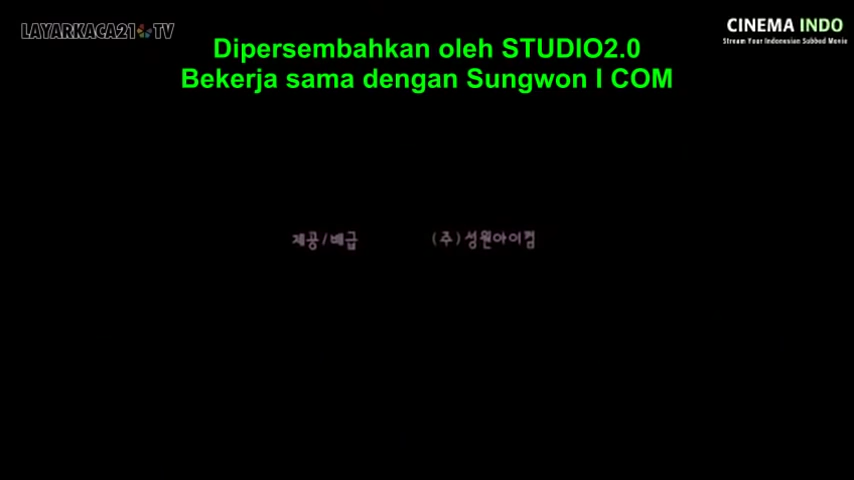 LAYARKACA21 TV
CINEMA INDO
Stream Your Indonesian Subbed Movie
Dipersembahkan oleh STUDIO2.0
Bekerja sama dengan Sungwon I COM
제공/배급 (주)성원아이컴